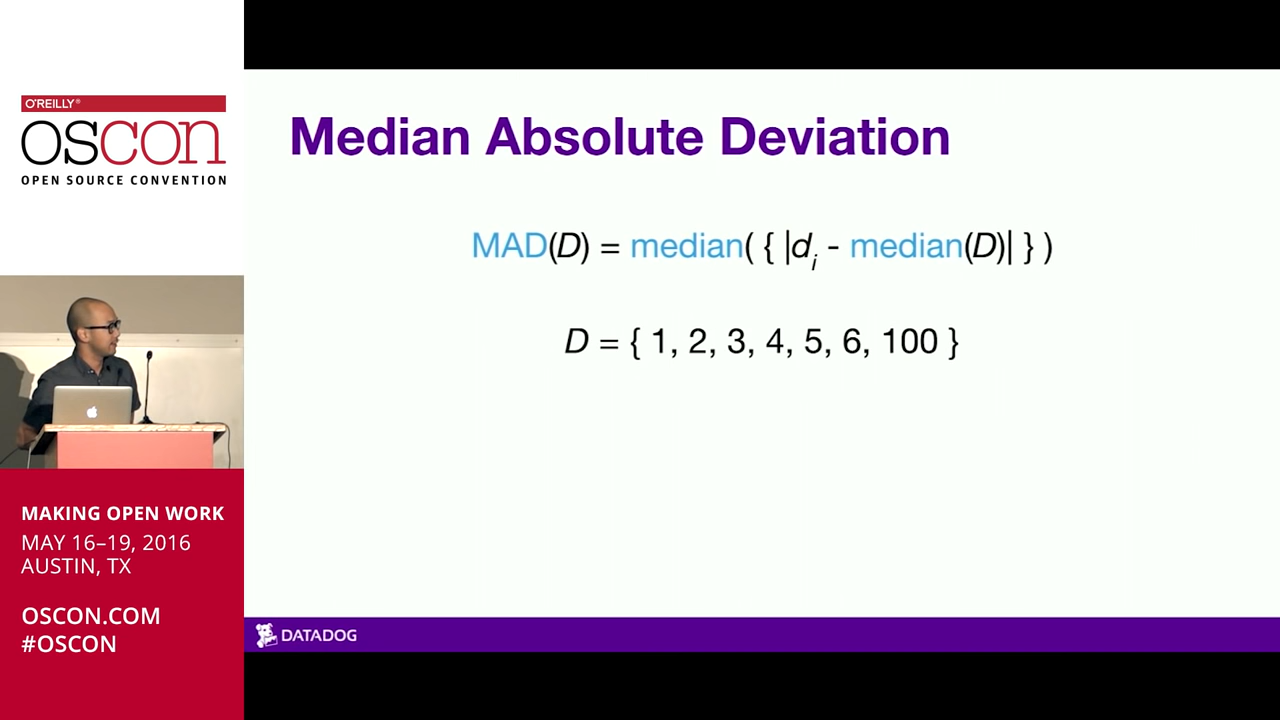 O'REILLY®
OSCON
OPEN SOURCE CONVENTION
MAKING OPEN WORK
MAY 16–19, 2016
AUSTIN, TX
OSCON.COM
#OSCON
Median Absolute Deviation
MAD(D) = median( { |dᵢ - median(D)| } )
D = { 1, 2, 3, 4, 5, 6, 100 }
DATADOG